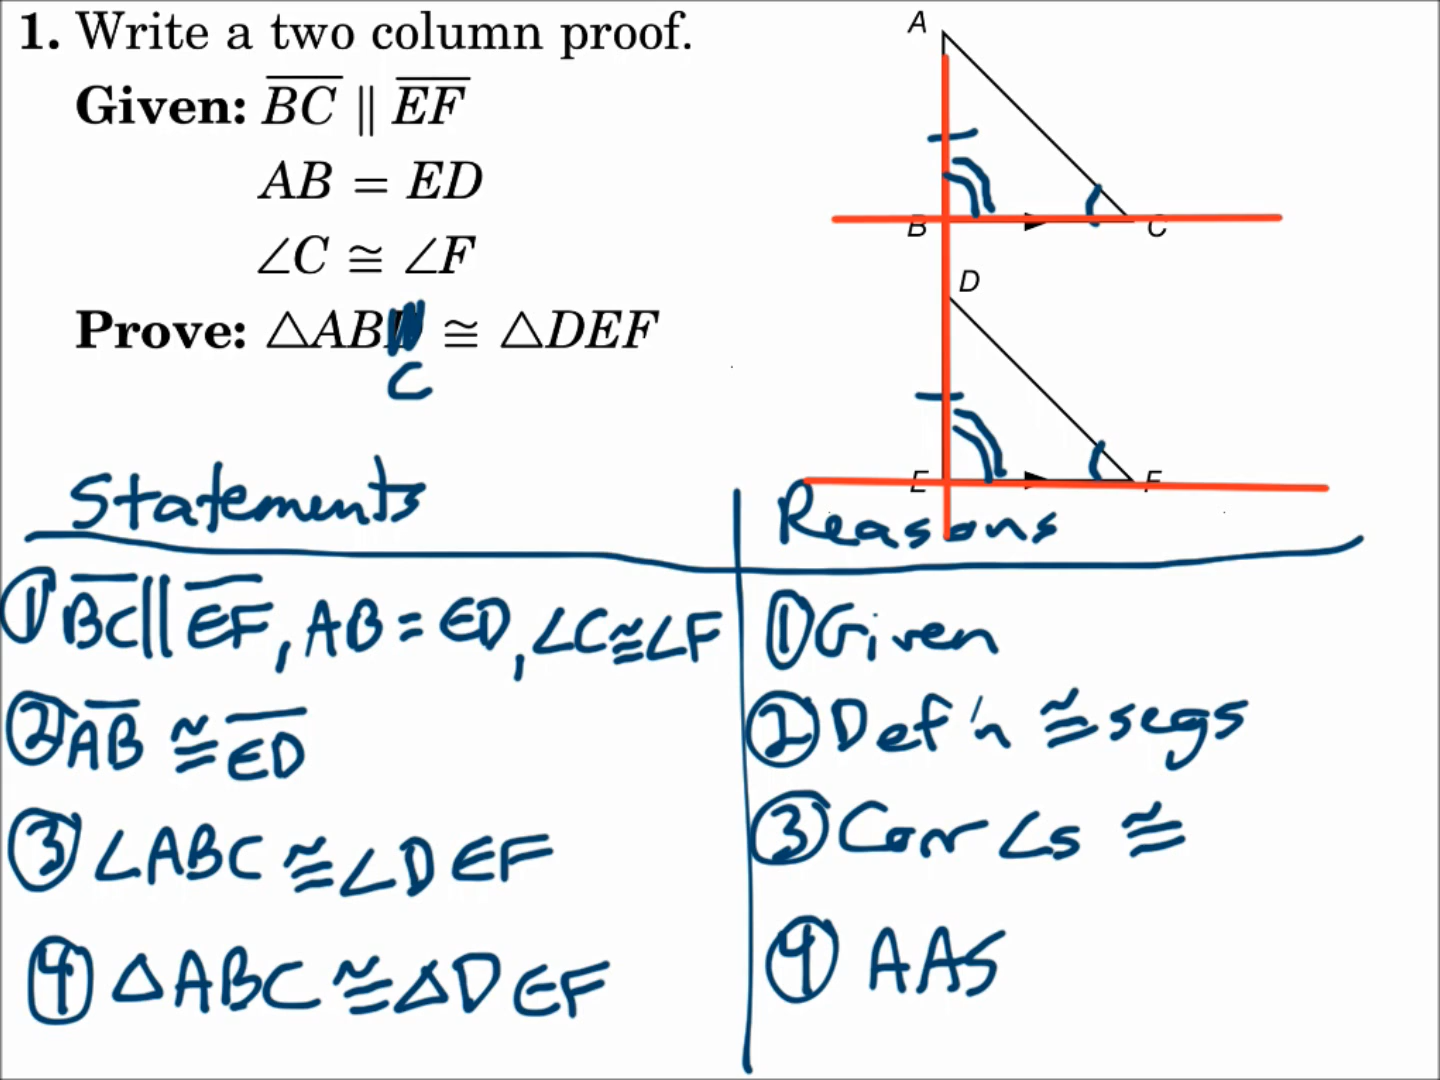 1. Write a two column proof.
Given: BC ∥ EF
AB = ED
∠C ≅ ∠F
Prove: △AB ≅ △DEF
C
A
B
C
D
E
F
Statements
Reasons
① BC ∥ EF, AB = ED, ∠C ≅ ∠F
① Given
② AB ≅ ED
② Def'n ≅ segs
③ ∠ABC ≅ ∠DEF
③ Corr ∠s ≅
④ △ABC ≅ △DEF
④ AAS